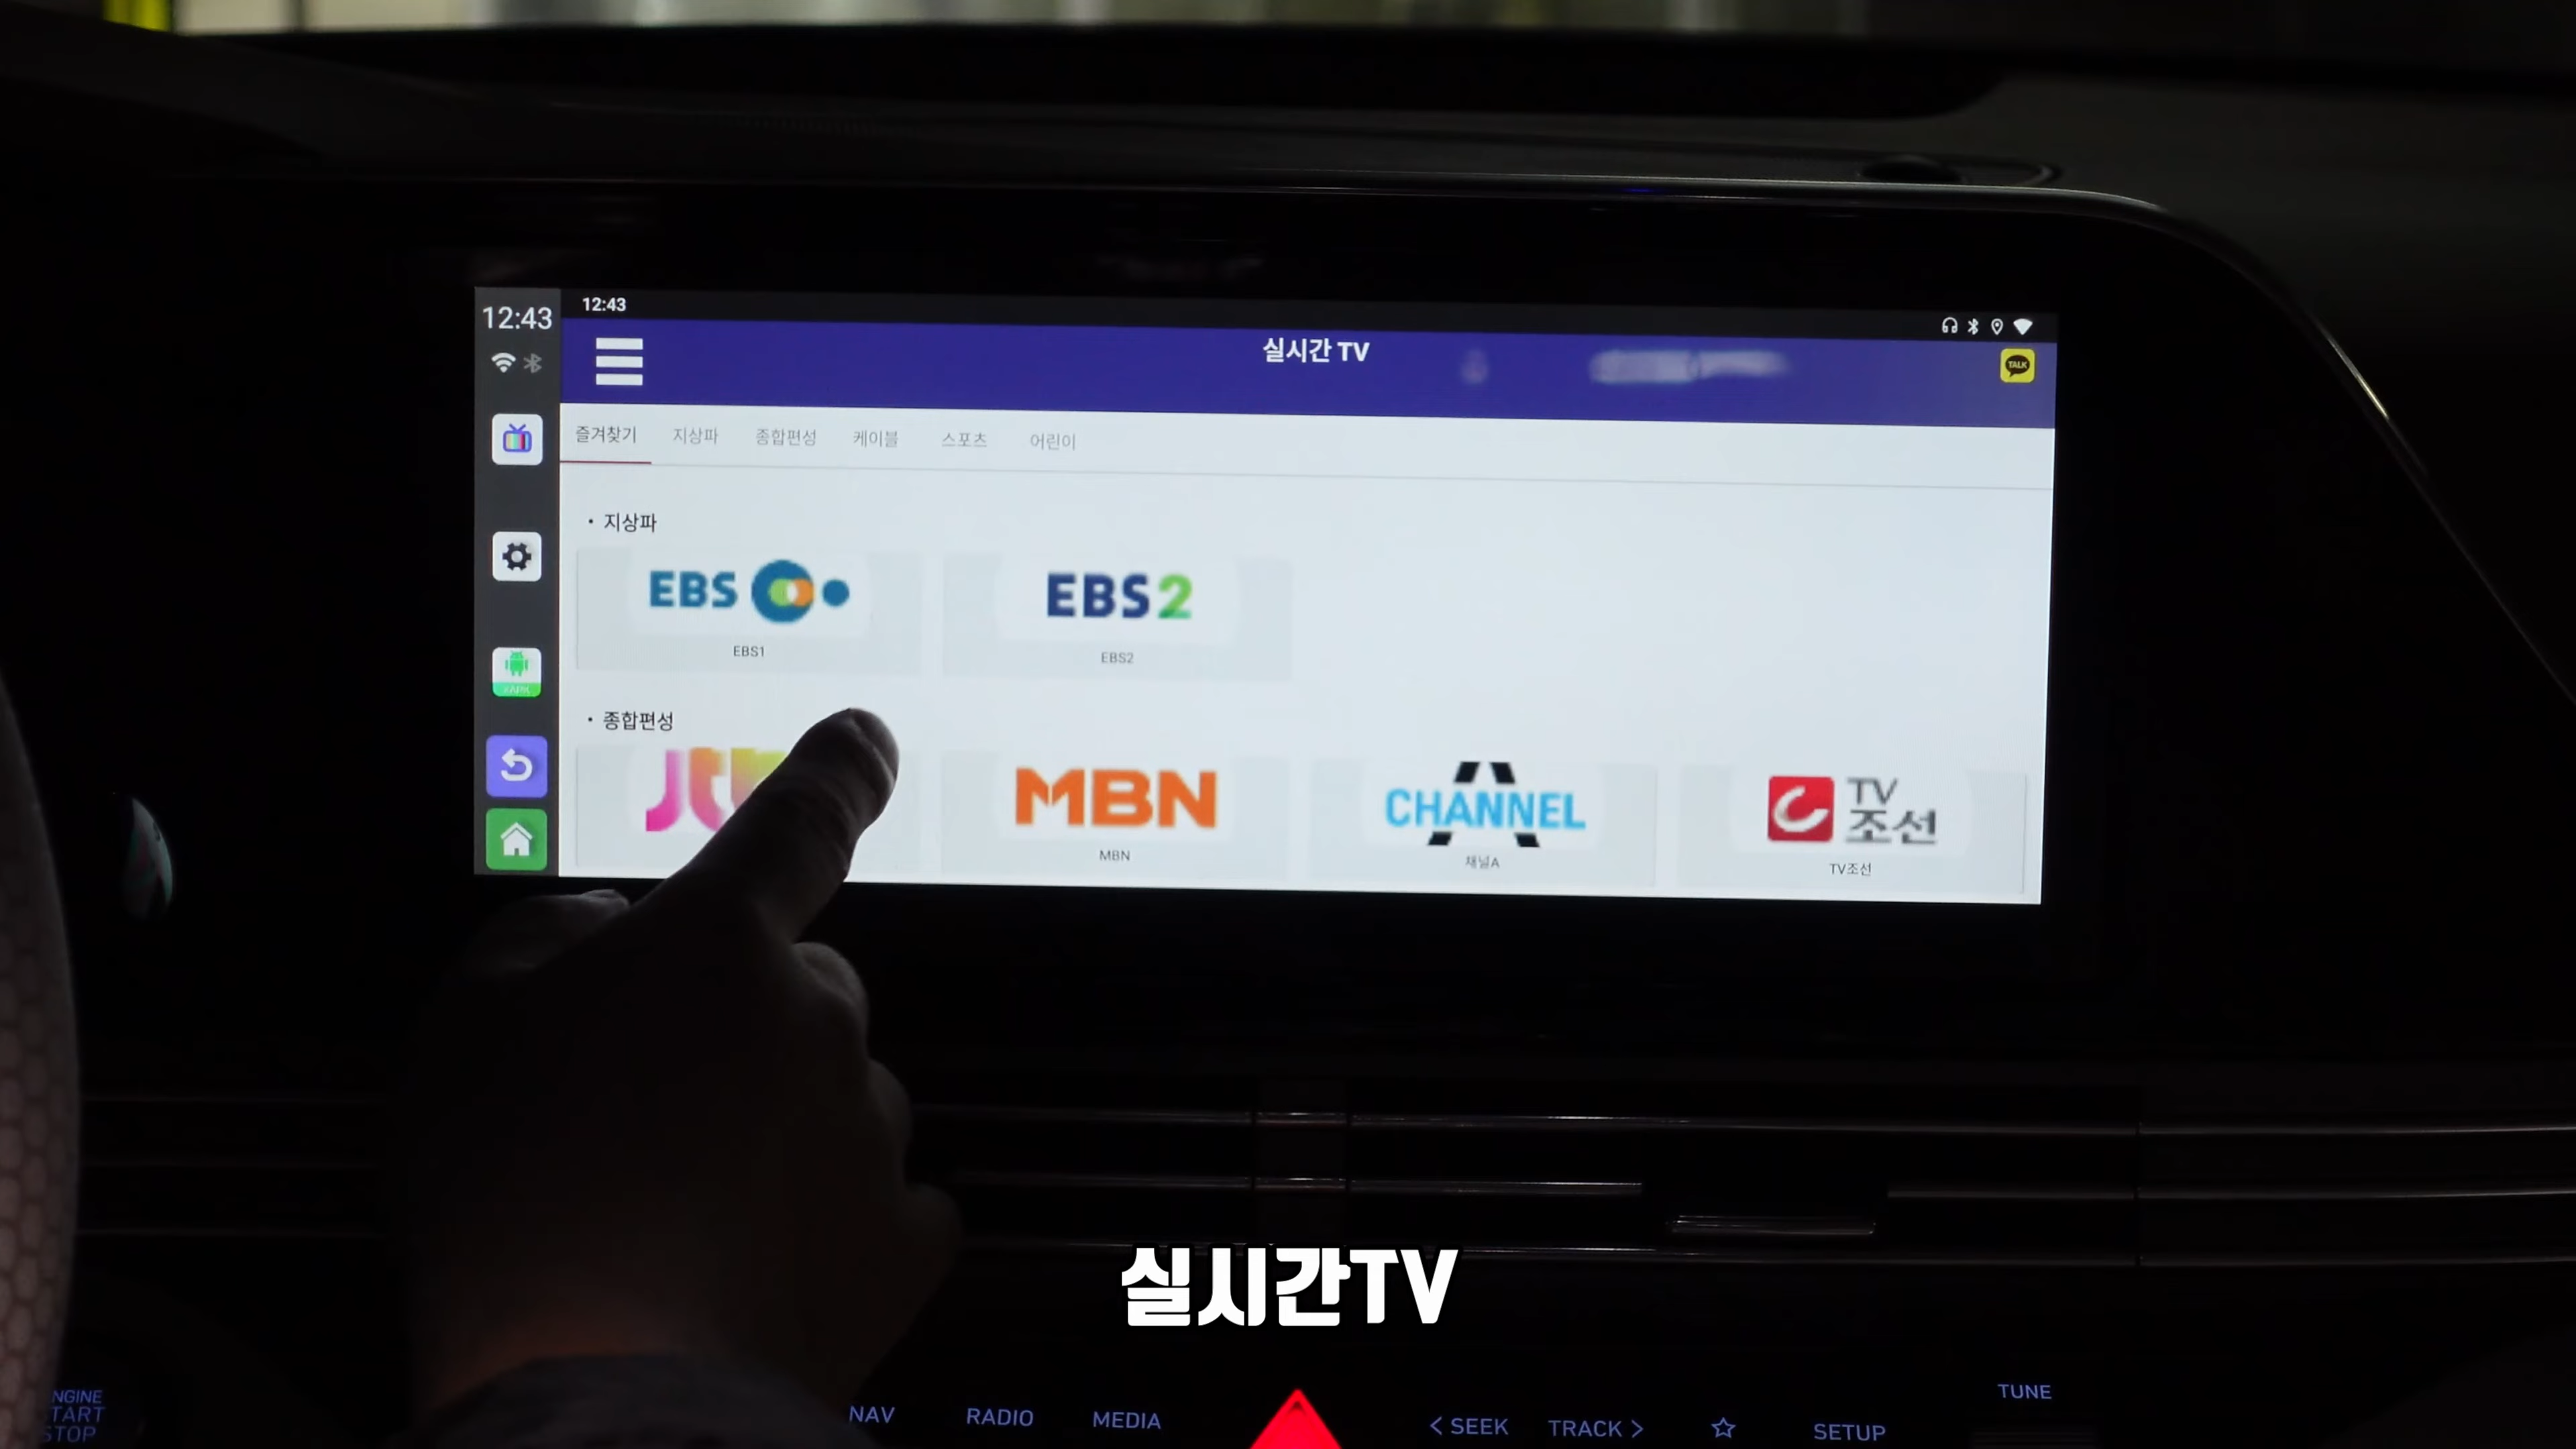 12:43
12:43
실시간 TV
TALK
즐겨찾기 지상파 종합편성 케이블 스포츠 어린이
• 지상파
EBS
EBS2
EBS1
EBS2
• 종합편성
MBN
CHANNEL A
TV 조선
MBN
채널A
TV조선
실시간TV
NAV RADIO MEDIA < SEEK TRACK > SETUP
TUNE
START
STOP